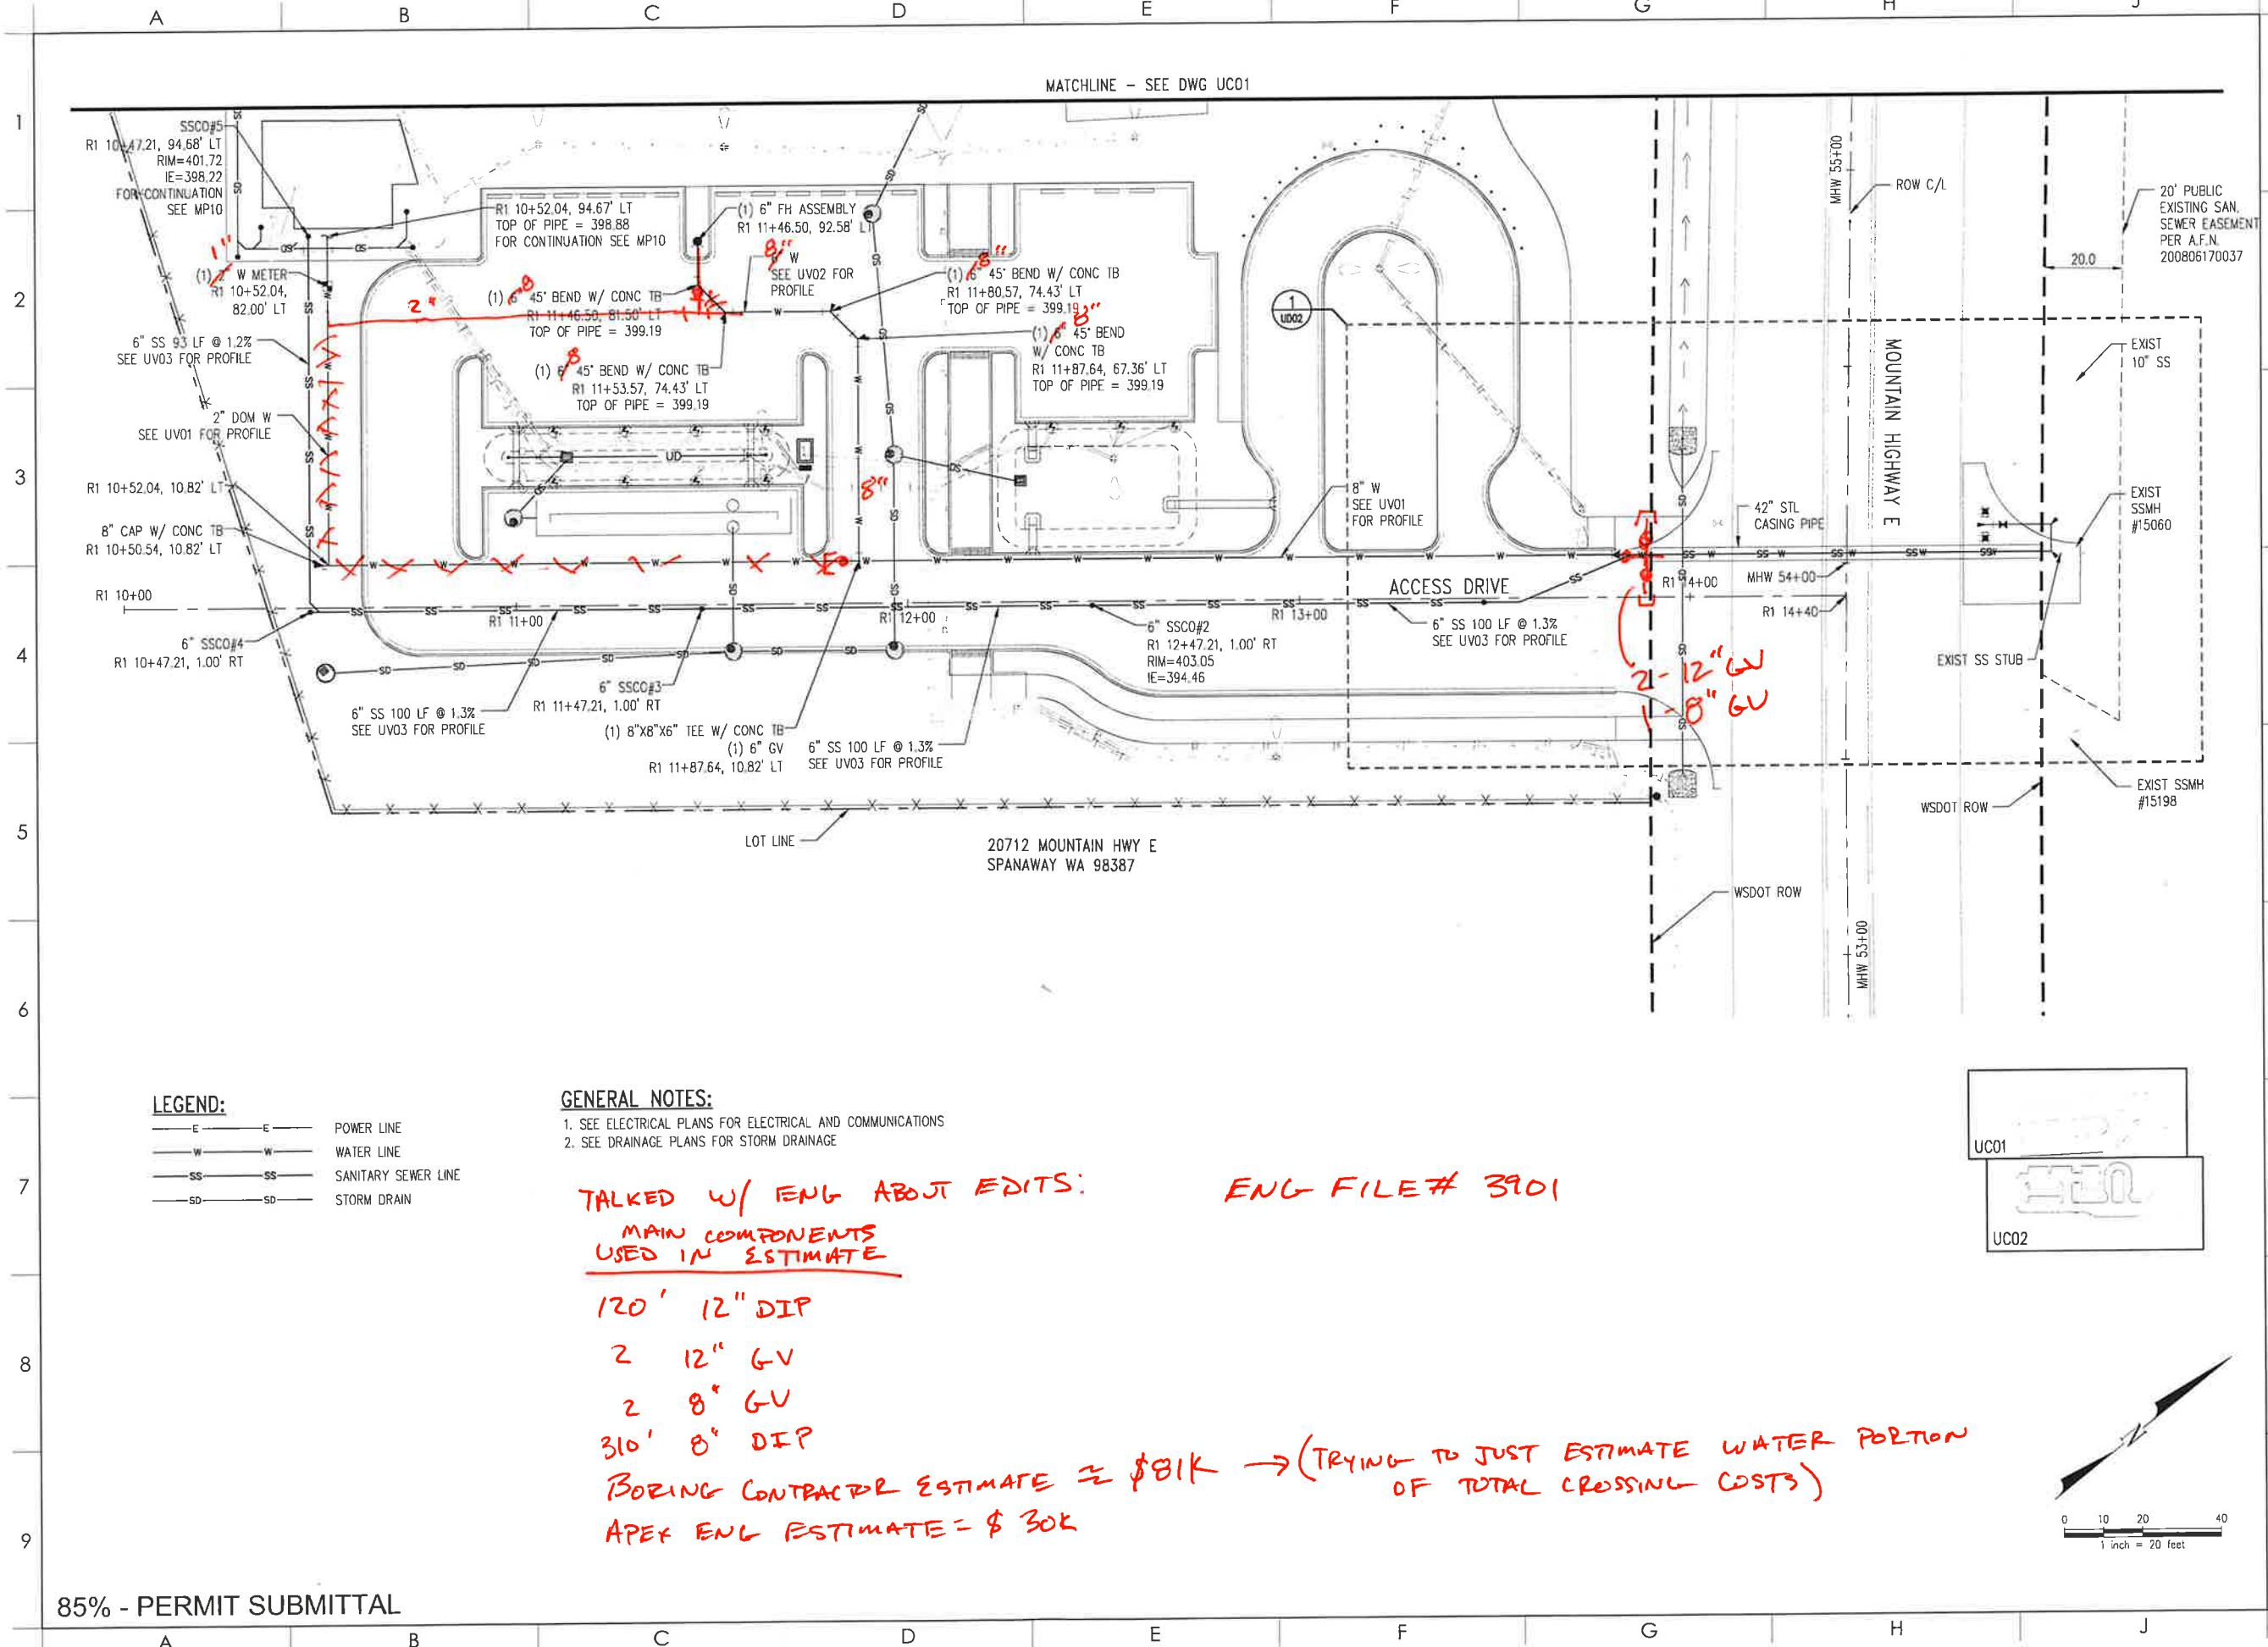 A B C D E F G H J
1
2
3
4
5
6
7
8
9
MATCHLINE - SEE DWG UC01
SSCO#5
R1 10+47.21, 94.68' LT
RIM=401.72
IE=398.22
FOR CONTINUATION
SEE MP10
R1 10+52.04, 94.67' LT
TOP OF PIPE = 398.88
FOR CONTINUATION SEE MP10
(1) 6" FH ASSEMBLY
R1 11+46.50, 92.58' LT
8"
W
SEE UV02 FOR
PROFILE
1"
(1) W METER
R1 10+52.04,
82.00' LT
2"
(1) 6" 8 45° BEND W/ CONC TB
R1 11+46.50, 81.50' LT
TOP OF PIPE = 399.19
(1) 6" 8" 45° BEND W/ CONC TB
R1 11+80.57, 74.43' LT
TOP OF PIPE = 399.19
(1) 6" 8" 45° BEND
W/ CONC TB
R1 11+87.64, 67.36' LT
TOP OF PIPE = 399.19
(1) 6" 8 45° BEND W/ CONC TB
R1 11+53.57, 74.43' LT
TOP OF PIPE = 399.19
6" SS 93 LF @ 1.2%
SEE UV03 FOR PROFILE
2" DOM W
SEE UV01 FOR PROFILE
R1 10+52.04, 10.82' LT
8" CAP W/ CONC TB
R1 10+50.54, 10.82' LT
R1 10+00
6" SSCO#4
R1 10+47.21, 1.00' RT
UD
8"
1
UD02
8" W
SEE UV01
FOR PROFILE
42" STL
CASING PIPE
MHW 55+00
ROW C/L
20' PUBLIC
EXISTING SAN.
SEWER EASEMENT
PER A.F.N.
200806170037
20.0
MOUNTAIN HIGHWAY E
EXIST
10" SS
EXIST
SSMH
#15060
ACCESS DRIVE
R1 14+00
MHW 54+00
R1 14+40
R1 11+00
R1 12+00
R1 13+00
6" SSCO#2
R1 12+47.21, 1.00' RT
RIM=403.05
IE=394.46
6" SS 100 LF @ 1.3%
SEE UV03 FOR PROFILE
EXIST SS STUB
2 - 12" GV
1 - 8" GV
6" SSCO#3
R1 11+47.21, 1.00' RT
6" SS 100 LF @ 1.3%
SEE UV03 FOR PROFILE
(1) 8"X8"X6" TEE W/ CONC TB
(1) 6" GV
R1 11+87.64, 10.82' LT
6" SS 100 LF @ 1.3%
SEE UV03 FOR PROFILE
WSDOT ROW
EXIST SSMH
#15198
LOT LINE
20712 MOUNTAIN HWY E
SPANAWAY WA 98387
WSDOT ROW
MHW 53+00
LEGEND:
E E POWER LINE
W W WATER LINE
SS SS SANITARY SEWER LINE
SD SD STORM DRAIN
GENERAL NOTES:
1. SEE ELECTRICAL PLANS FOR ELECTRICAL AND COMMUNICATIONS
2. SEE DRAINAGE PLANS FOR STORM DRAINAGE
UC01
UC02
TALKED W/ ENG ABOUT EDITS:
ENG FILE# 3901
MAIN COMPONENTS
USED IN ESTIMATE
120' 12" DIP
2 12" GV
2 8" GV
310' 8" DIP
BORING CONTRACTOR ESTIMATE ≈ $81K → (TRYING TO JUST ESTIMATE WATER PORTION
OF TOTAL CROSSING COSTS)
APEX ENG ESTIMATE = $ 30K
N
0 10 20 40
1 inch = 20 feet
85% - PERMIT SUBMITTAL
A B C D E F G H J